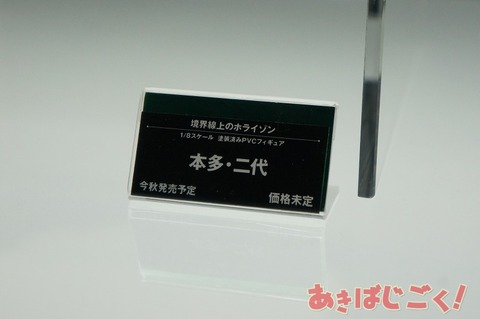 境界線上のホライゾン
1/8スケール 塗装済みPVCフィギュア
本多・二代
今秋発売予定 価格未定
あきばじごく!